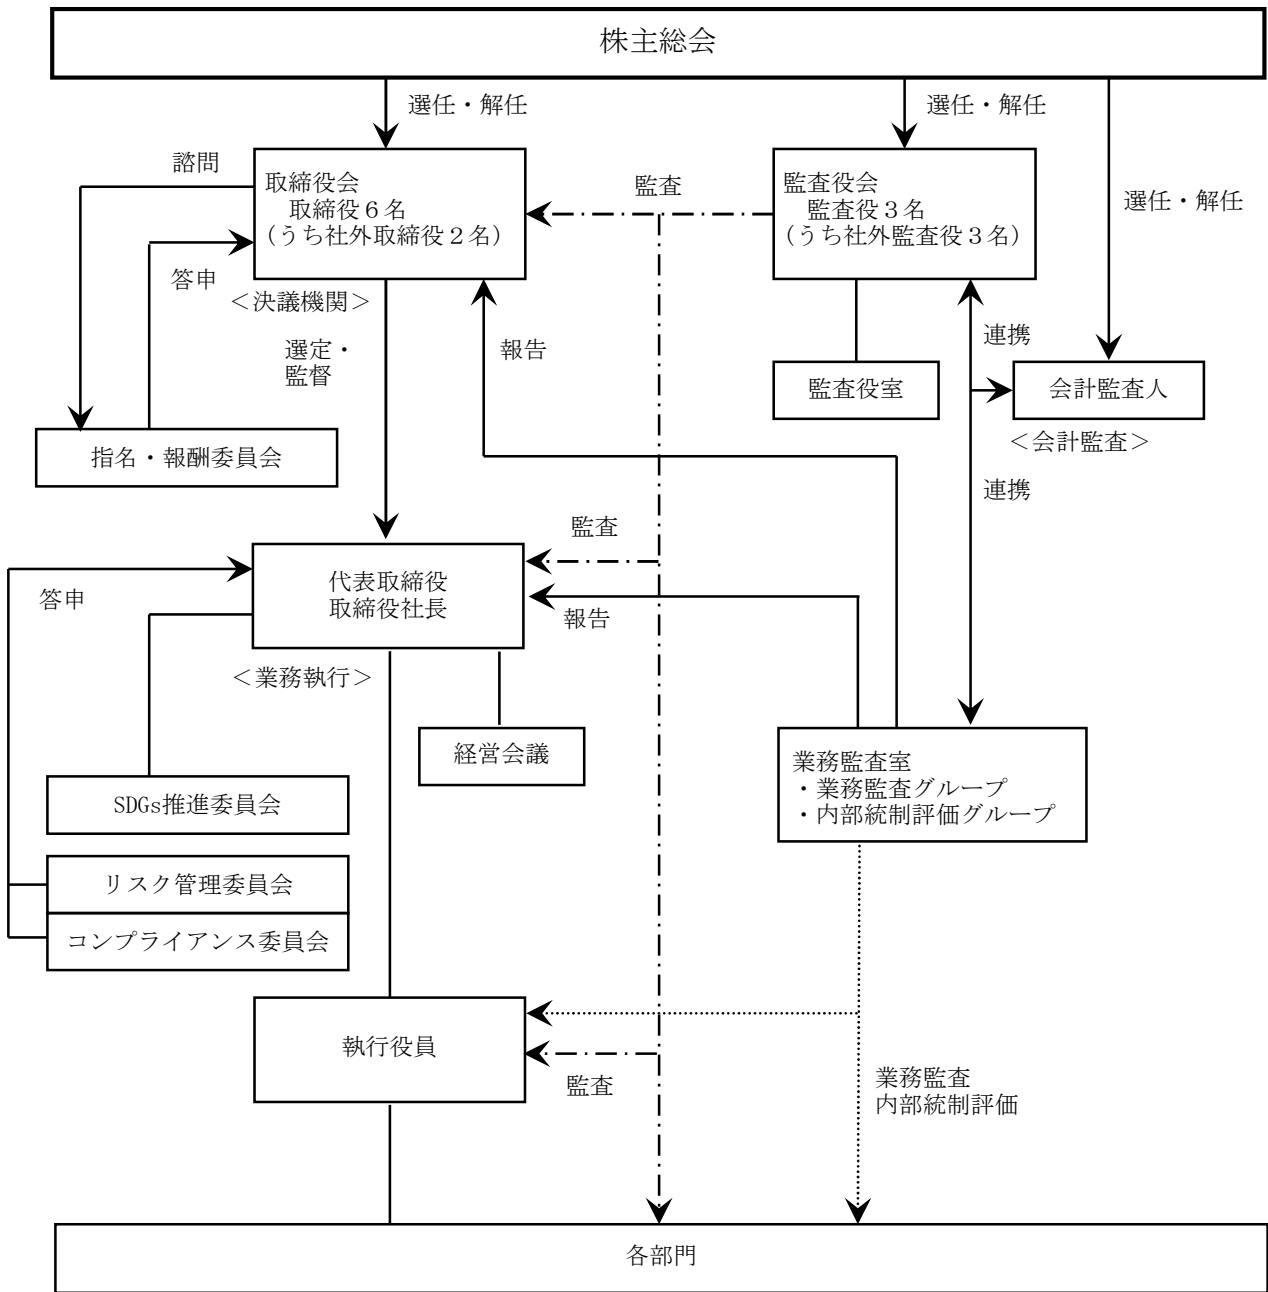 株主総会
選任・解任
選任・解任
選任・解任
諮問
取締役会
取締役６名
(うち社外取締役２名)
監査
監査役会
監査役３名
(うち社外監査役３名)
答申
＜決議機関＞
選定・
監督
報告
連携
監査役室
会計監査人
＜会計監査＞
指名・報酬委員会
連携
監査
代表取締役
取締役社長
答申
報告
＜業務執行＞
経営会議
業務監査室
・業務監査グループ
・内部統制評価グループ
SDGs推進委員会
リスク管理委員会
コンプライアンス委員会
執行役員
監査
業務監査
内部統制評価
各部門